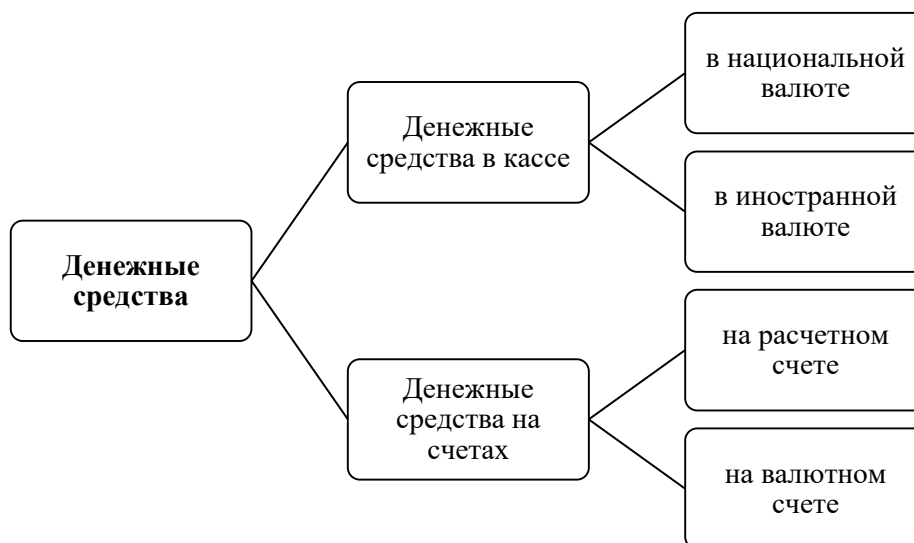 Денежные
средства
Денежные
средства в кассе
в национальной
валюте
в иностранной
валюте
Денежные
средства на
счетах
на расчетном
счете
на валютном
счете